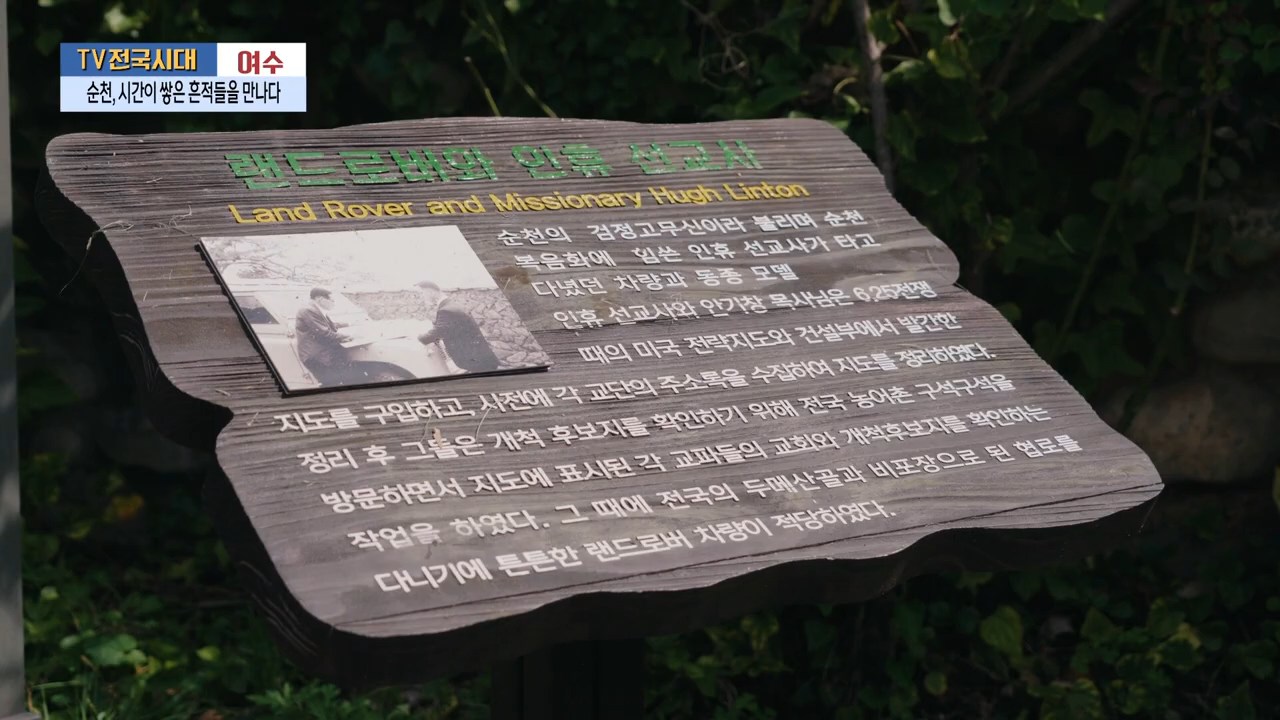 TV전국시대 여수
순천, 시간이 쌓은 흔적들을 만나다
랜드로버와 인휴 선교사
Land Rover and Missionary Hugh Linton
순천의 검정고무신이라 불리며 순천
복음화에 힘쓴 인휴 선교사가 타고
다녔던 차량과 동종 모델
인휴 선교사와 안기창 목사님은 6.25전쟁
때의 미국 전략지도와 건설부에서 발간한
지도를 구입하고, 사전에 각 교단의 주소록을 수집하여 지도를 정리하였다.
정리 후 그들은 개척 후보지를 확인하기 위해 전국 농어촌 구석구석을
방문하면서 지도에 표시된 각 교파들의 교회와 개척후보지를 확인하는
작업을 하였다. 그 때에 전국의 두메산골과 비포장으로 된 협로를
다니기에 튼튼한 랜드로버 차량이 적당하였다.